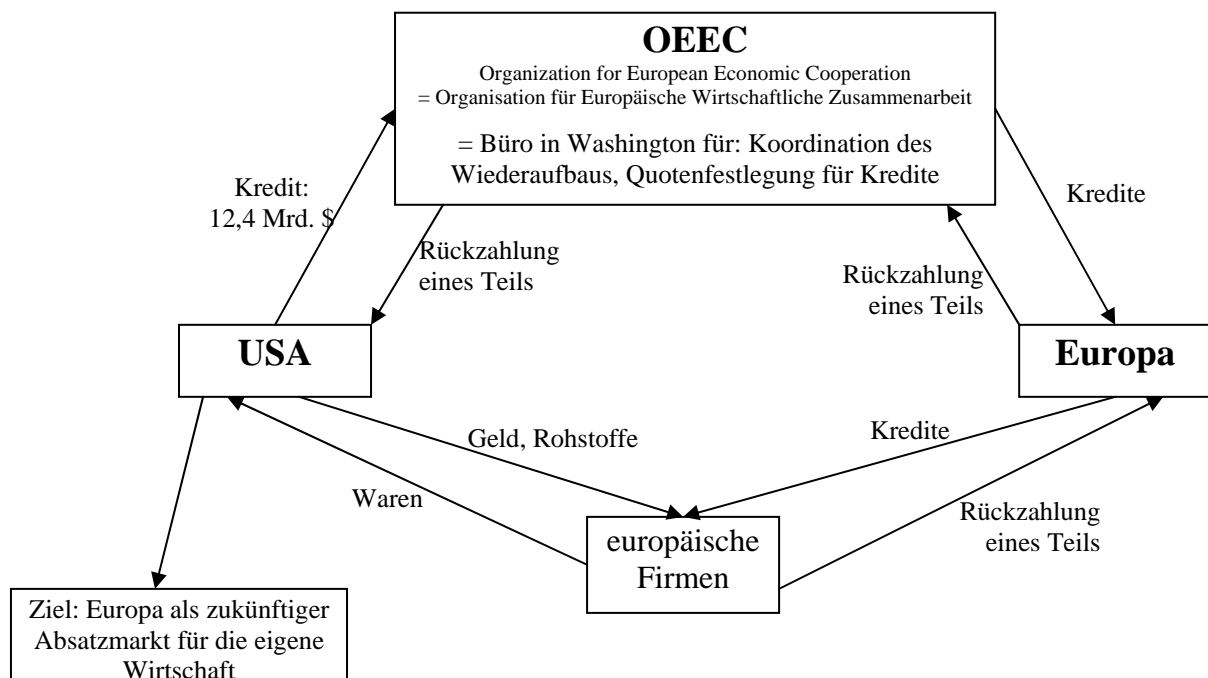 OEEC
Organization for European Economic Cooperation
= Organisation für Europäische Wirtschaftliche Zusammenarbeit
= Büro in Washington für: Koordination des
Wiederaufbaus, Quotenfestlegung für Kredite
Kredit:
12,4 Mrd. $
Kredite
Rückzahlung
eines Teils
Rückzahlung
eines Teils
USA
Europa
Geld, Rohstoffe
Kredite
Waren
Rückzahlung
eines Teils
europäische
Firmen
Ziel: Europa als zukünftiger
Absatzmarkt für die eigene
Wirtschaft